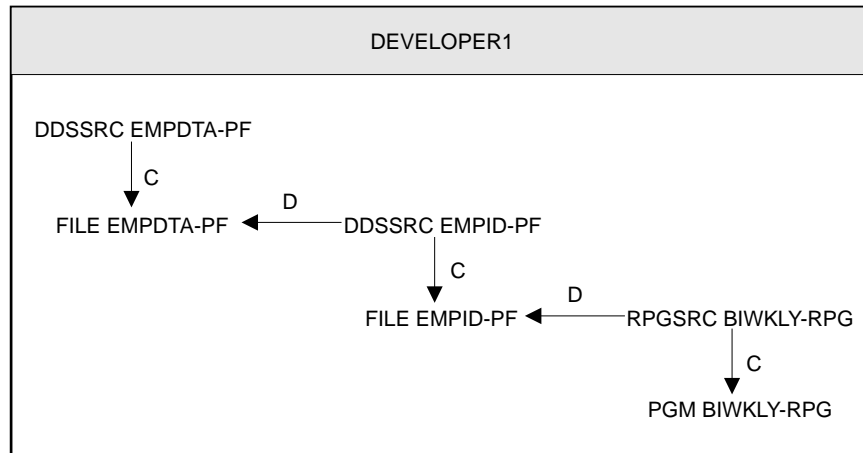 DEVELOPER1
DDSSRC EMPDTA-PF
C
FILE EMPDTA-PF
D
DDSSRC EMPID-PF
C
FILE EMPID-PF
D
RPGSRC BIWKLY-RPG
C
PGM BIWKLY-RPG